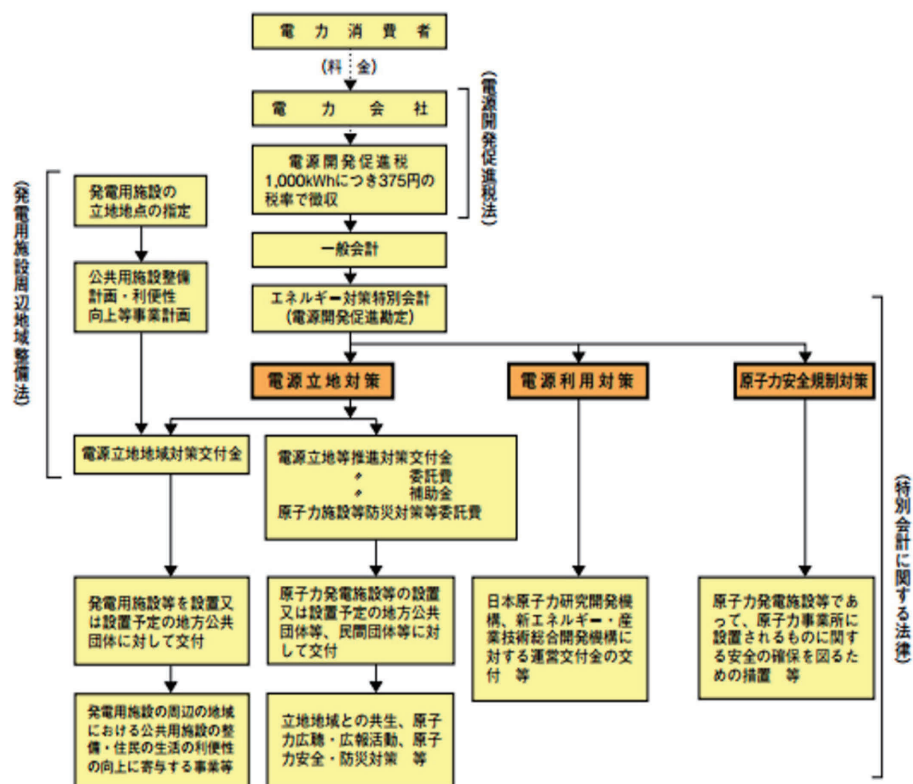 電力消費者
(料金)
電力会社
(電源開発促進税法)
電源開発促進税
1,000kWhにつき375円の
税率で徴収
一般会計
エネルギー対策特別会計
(電源開発促進勘定)
(発電用施設周辺地域整備法)
発電用施設の
立地地点の指定
公共用施設整備
計画・利便性
向上等事業計画
電源立地対策
電源利用対策
原子力安全規制対策
電源立地地域対策交付金
電源立地等推進対策交付金
〃 委託費
〃 補助金
原子力施設等防災対策等委託費
(特別会計に関する法律)
発電用施設等を設置又
は設置予定の地方公共
団体に対して交付
原子力発電施設等の設置
又は設置予定の地方公共
団体等、民間団体等に対
して交付
日本原子力研究開発機
構、新エネルギー・産
業技術総合開発機構に
対する運営交付金の交
付 等
原子力発電施設等であ
って、原子力事業所に
設置されるものに関す
る安全の確保を図るた
めの措置 等
発電用施設の周辺の地域
における公共用施設の整
備・住民の生活の利便性
の向上に寄与する事業等
立地地域との共生、原子
力広聴・広報活動、原子
力安全・防災対策 等